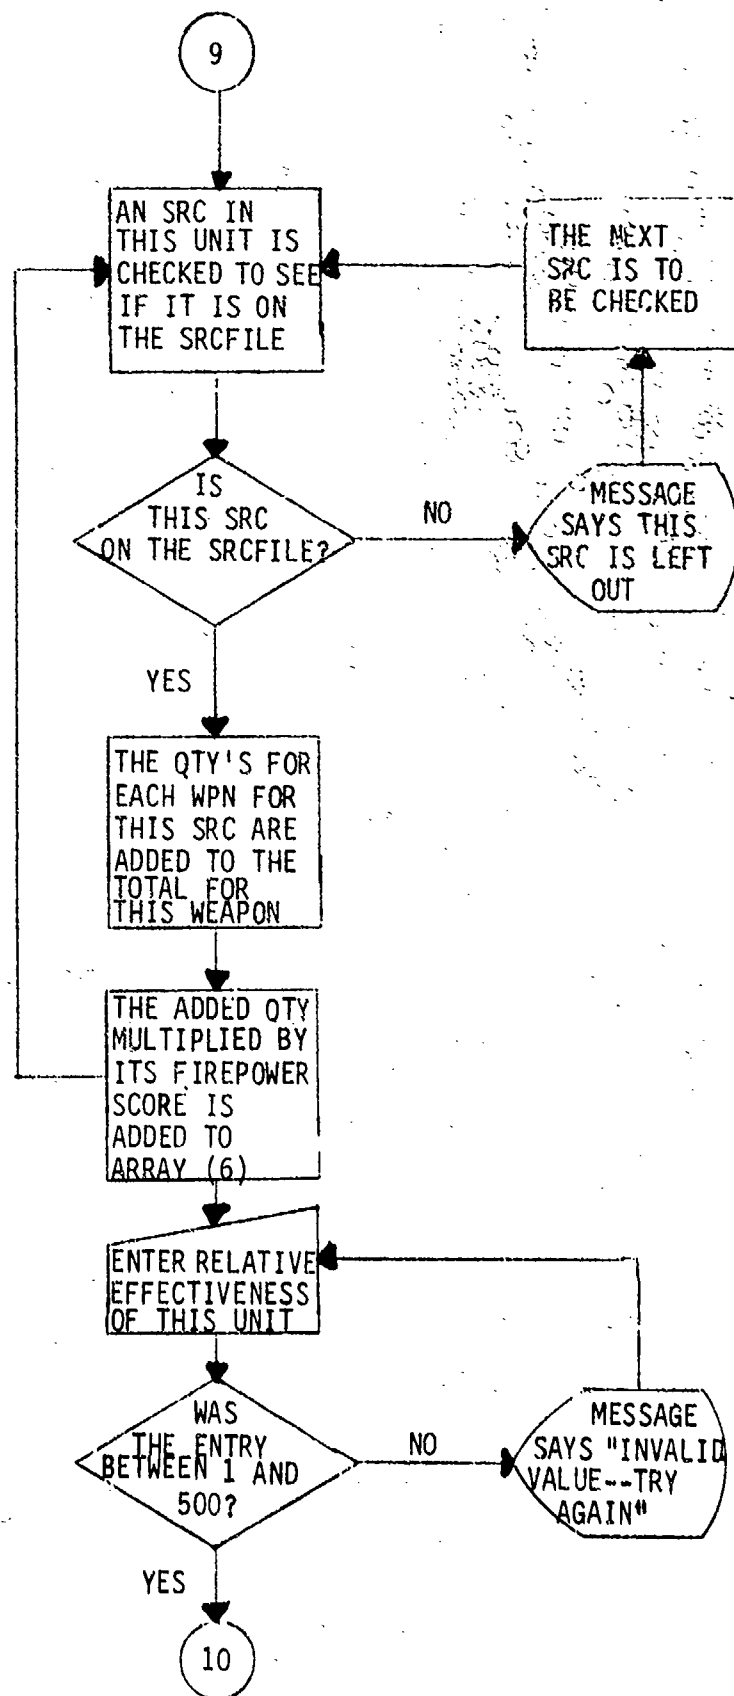 9
AN SRC IN
THIS UNIT IS
CHECKED TO SEE
IF IT IS ON
THE SRCFILE
THE NEXT
SRC IS TO
BE CHECKED
IS
THIS SRC
ON THE SRCFILE?
NO
MESSAGE
SAYS THIS
SRC IS LEFT
OUT
YES
THE QTY'S FOR
EACH WPN FOR
THIS SRC ARE
ADDED TO THE
TOTAL FOR
THIS WEAPON
THE ADDED QTY
MULTIPLIED BY
ITS FIREPOWER
SCORE IS
ADDED TO
ARRAY (6)
ENTER RELATIVE
EFFECTIVENESS
OF THIS UNIT
WAS
THE ENTRY
BETWEEN 1 AND
500?
NO
MESSAGE
SAYS "INVALID
VALUE--TRY
AGAIN"
YES
10